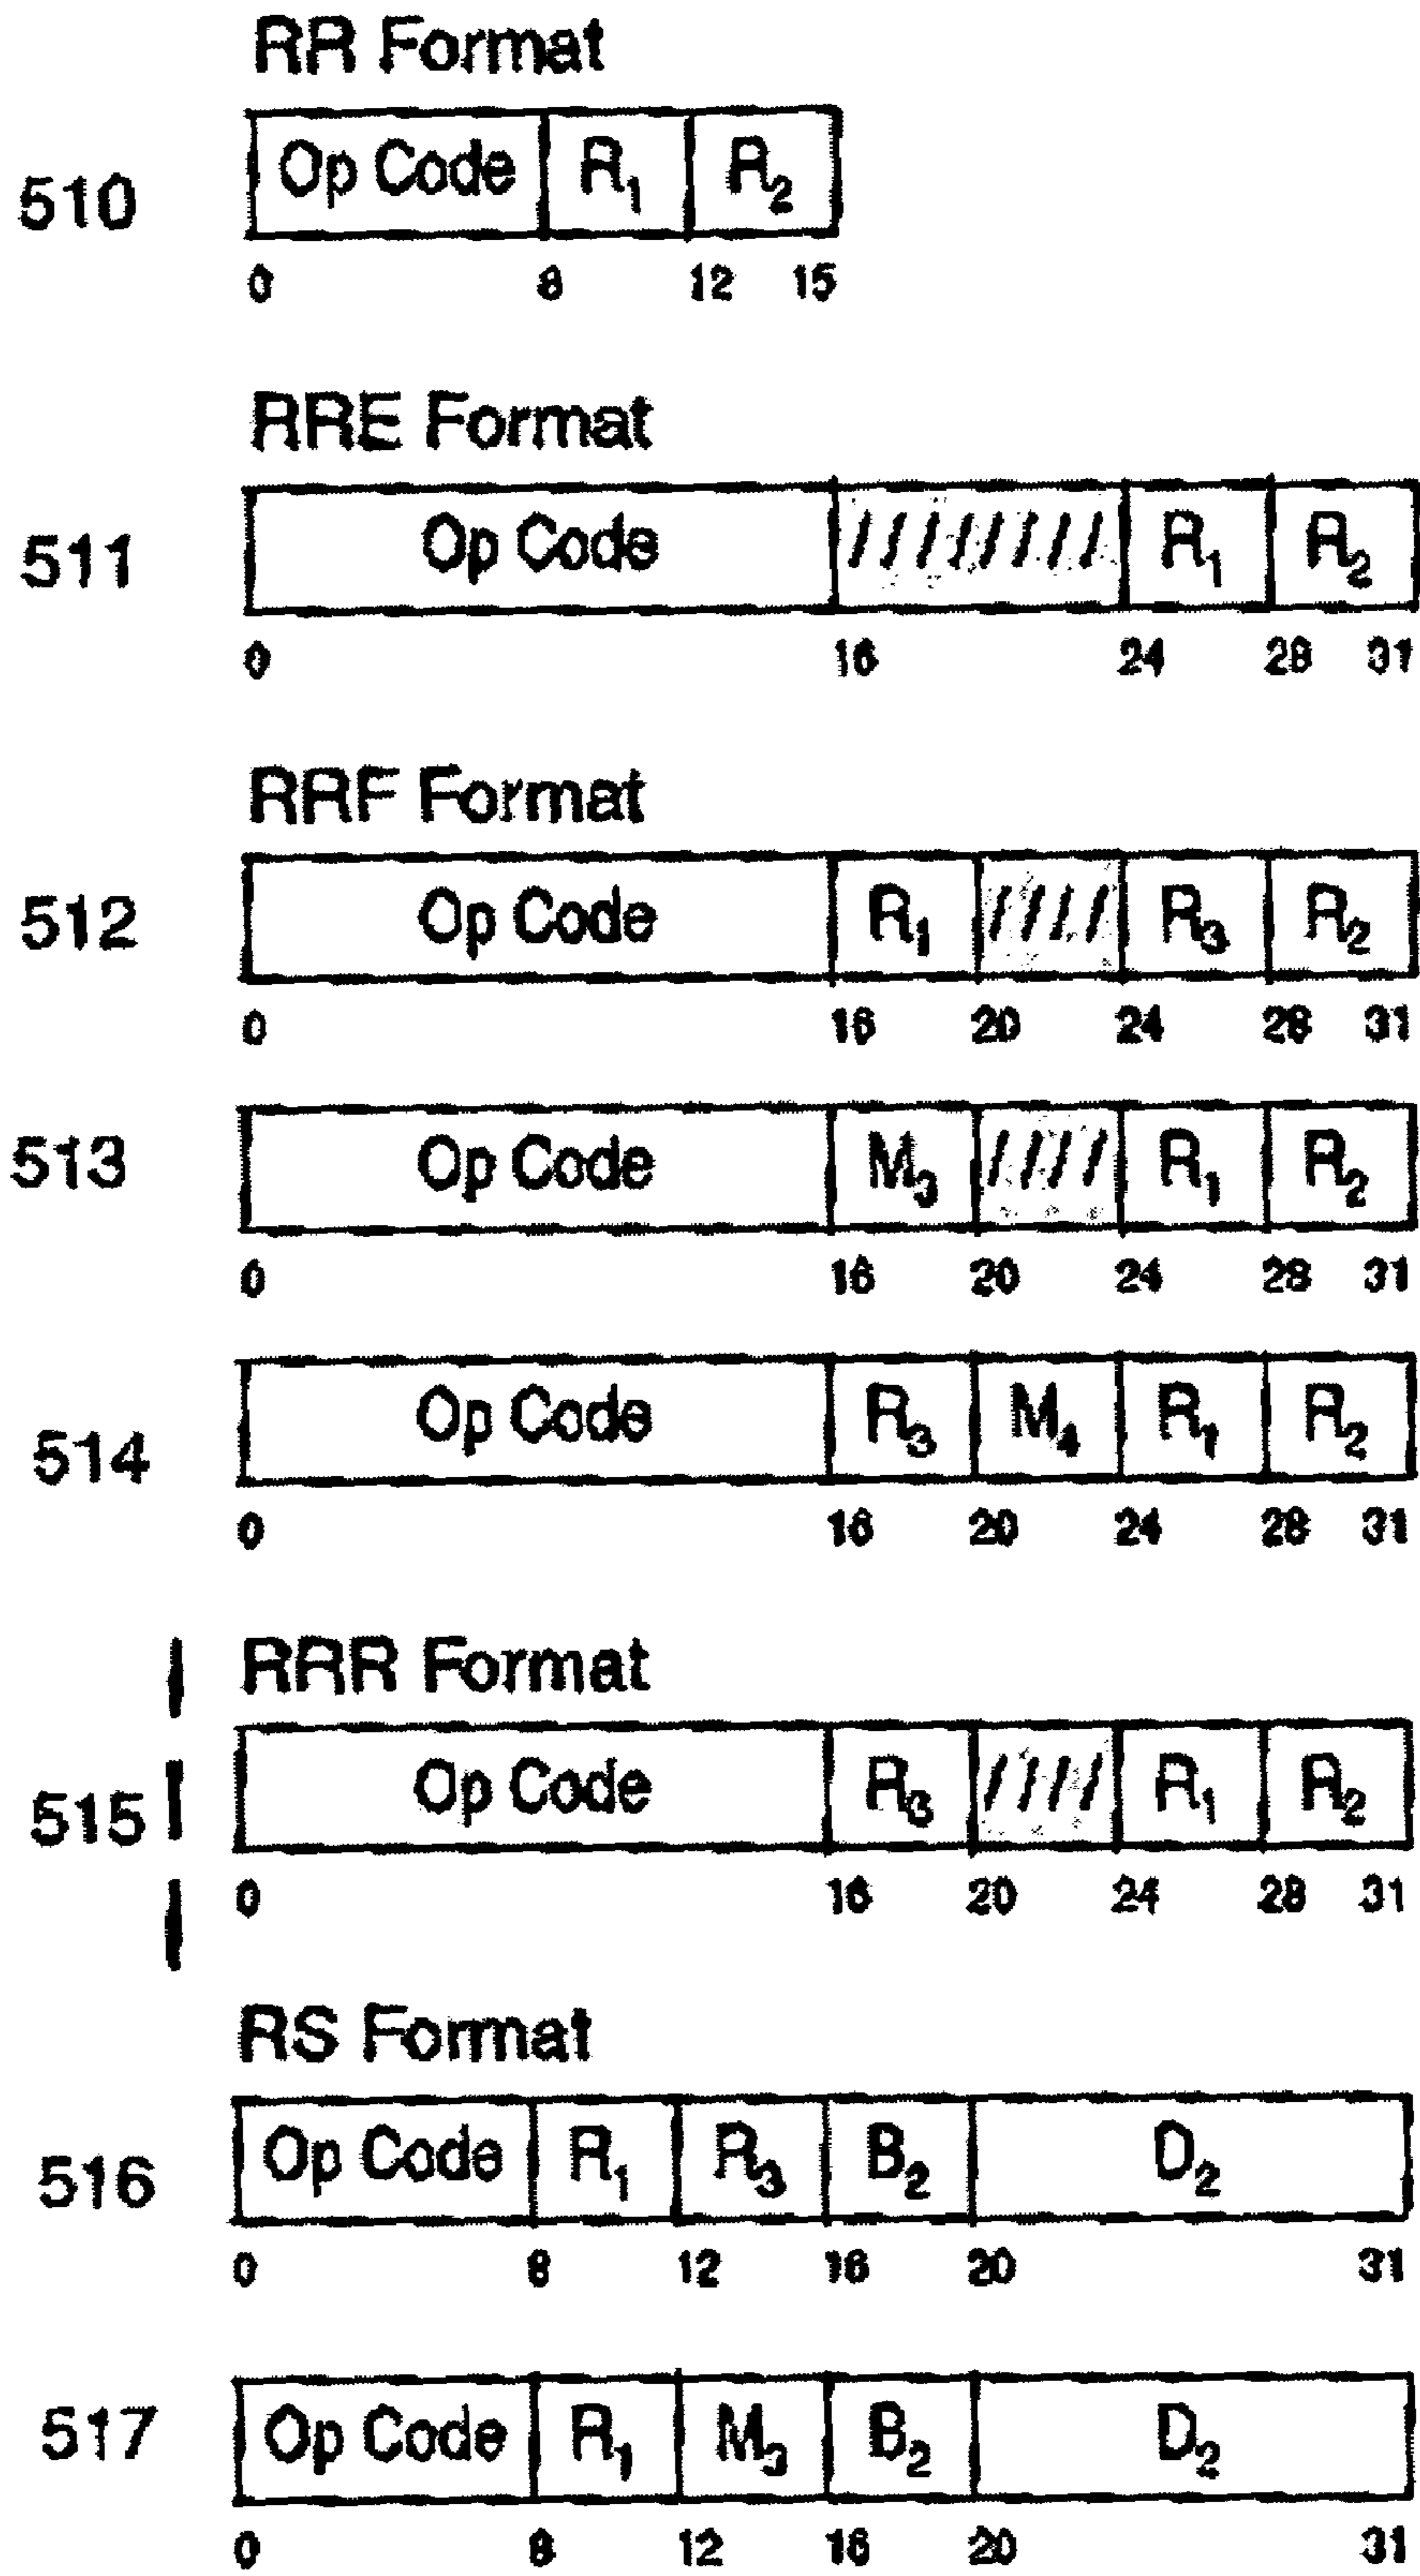 RR Format
510 Op Code R₁ R₂
0 8 12 15
RRE Format
511 Op Code //////// R₁ R₂
0 16 24 28 31
RRF Format
512 Op Code R₁ //// R₃ R₂
0 16 20 24 28 31
513 Op Code M₃ //// R₁ R₂
0 16 20 24 28 31
514 Op Code R₃ M₄ R₁ R₂
0 16 20 24 28 31
RRR Format
515 Op Code R₃ //// R₁ R₂
0 16 20 24 28 31
RS Format
516 Op Code R₁ R₃ B₂ D₂
0 8 12 16 20 31
517 Op Code R₁ M₃ B₂ D₂
0 8 12 16 20 31